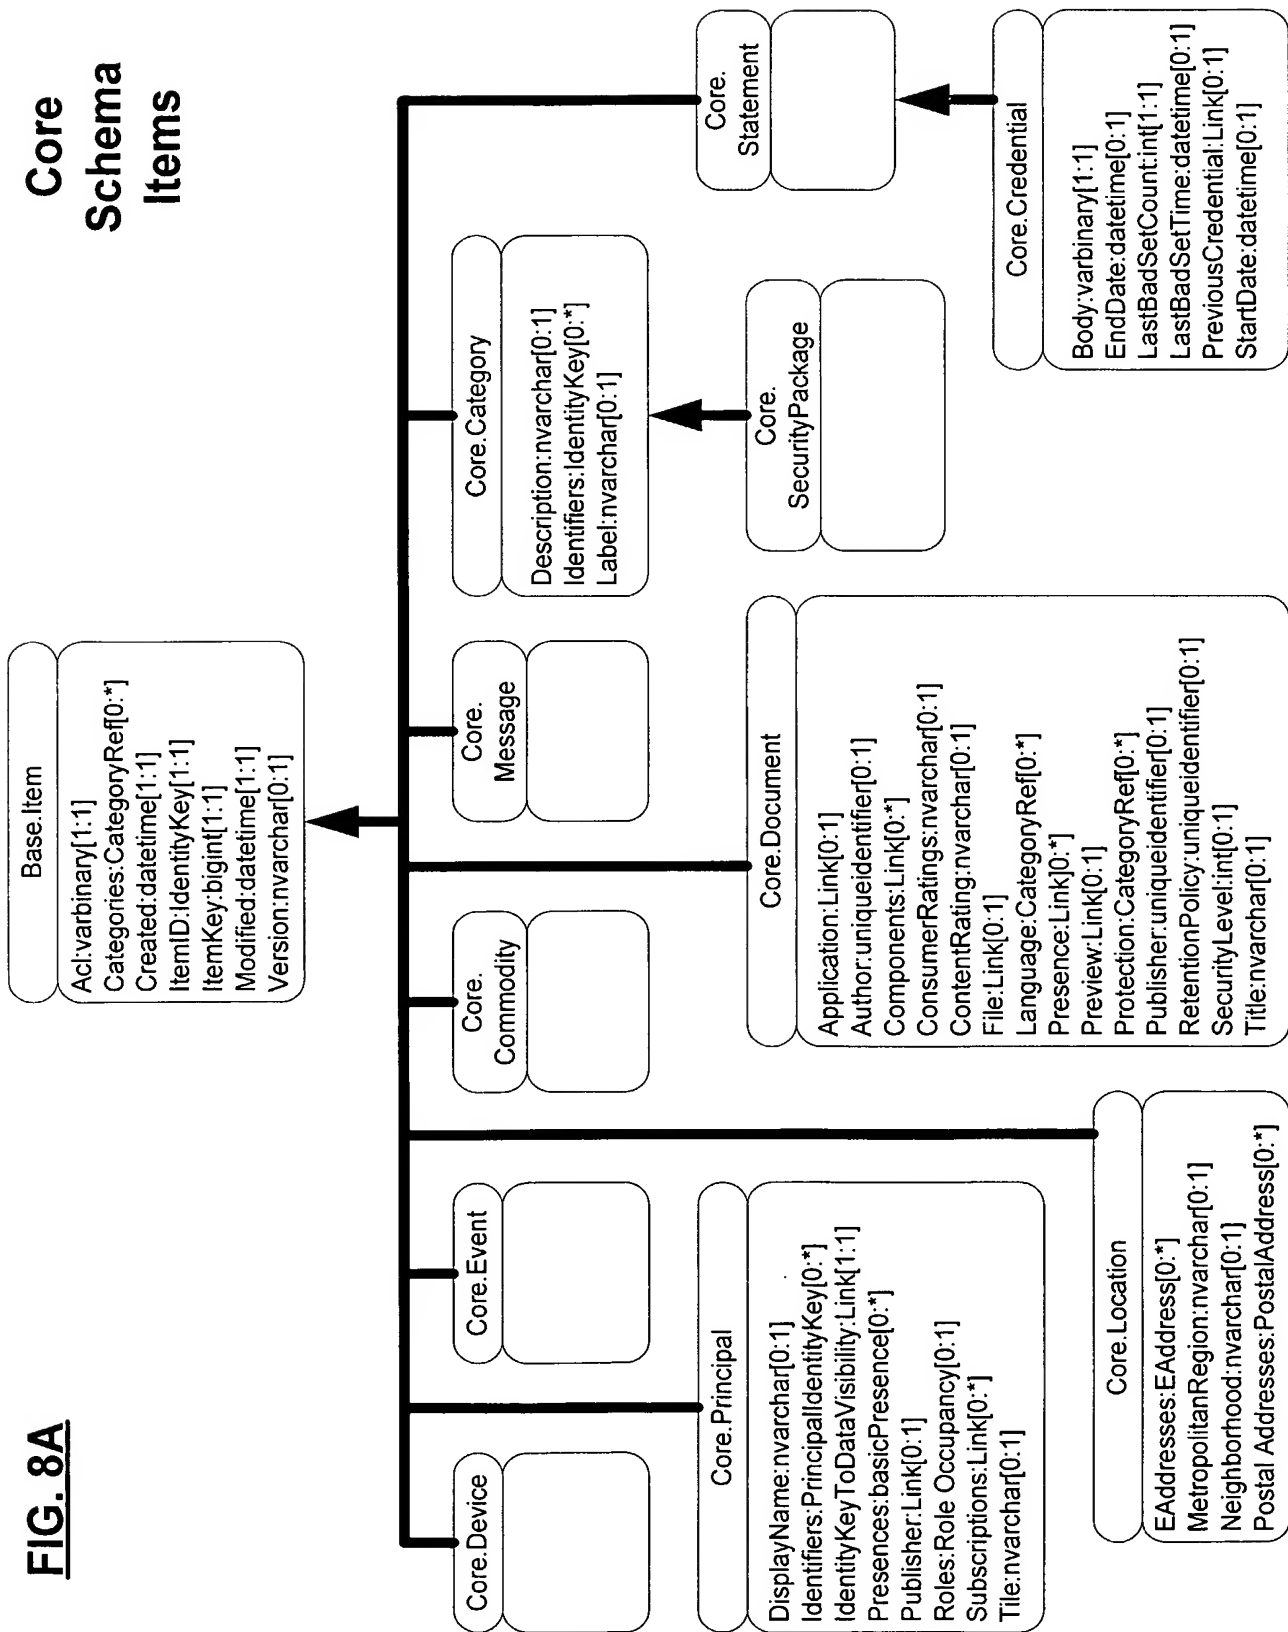 FIG. 8A
Core
Schema
Items
Base.Item
Acl:varbinary[1:1]
Categories:CategoryRef[0:*]
Created:datetime[1:1]
ItemID:IdentityKey[1:1]
ItemKey:bigint[1:1]
Modified:datetime[1:1]
Version:nvarchar[0:1]
Core.Device
Core.Event
Core.
Commodity
Core.
Message
Core.Category
Description:nvarchar[0:1]
Identifiers:IdentityKey[0:*]
Label:nvarchar[0:1]
Core.
Statement
Core.Principal
DisplayName:nvarchar[0:1]
Identifiers:PrincipalIdentityKey[0:*]
IdentityKeyToDataVisibility:Link[1:1]
Presences:basicPresence[0:*]
Publisher:Link[0:1]
Roles:Role Occupancy[0:1]
Subscriptions:Link[0:*]
Tile:nvarchar[0:1]
Core.Document
Application:Link[0:1]
Author:uniqueidentifier[0:1]
Components:Link[0:*]
ConsumerRatings:nvarchar[0:1]
ContentRating:nvarchar[0:1]
File:Link[0:1]
Language:CategoryRef[0:*]
Presence:Link]0:*]
Preview:Link[0:1]
Protection:CategoryRef[0:*]
Publisher:uniqueidentifier[0:1]
RetentionPolicy:uniqueidentifier[0:1]
SecurityLevel:int[0:1]
Title:nvarchar[0:1]
Core.
SecurityPackage
Core.Credential
Body:varbinary[1:1]
EndDate:datetime[0:1]
LastBadSetCount:int[1:1]
LastBadSetTime:datetime[0:1]
PreviousCredential:Link[0:1]
StartDate:datetime[0:1]
Core.Location
EAddresses:EAddress[0:*]
MetropolitanRegion:nvarchar[0:1]
Neighborhood:nvarchar[0:1]
Postal Addresses:PostalAddress[0:*]